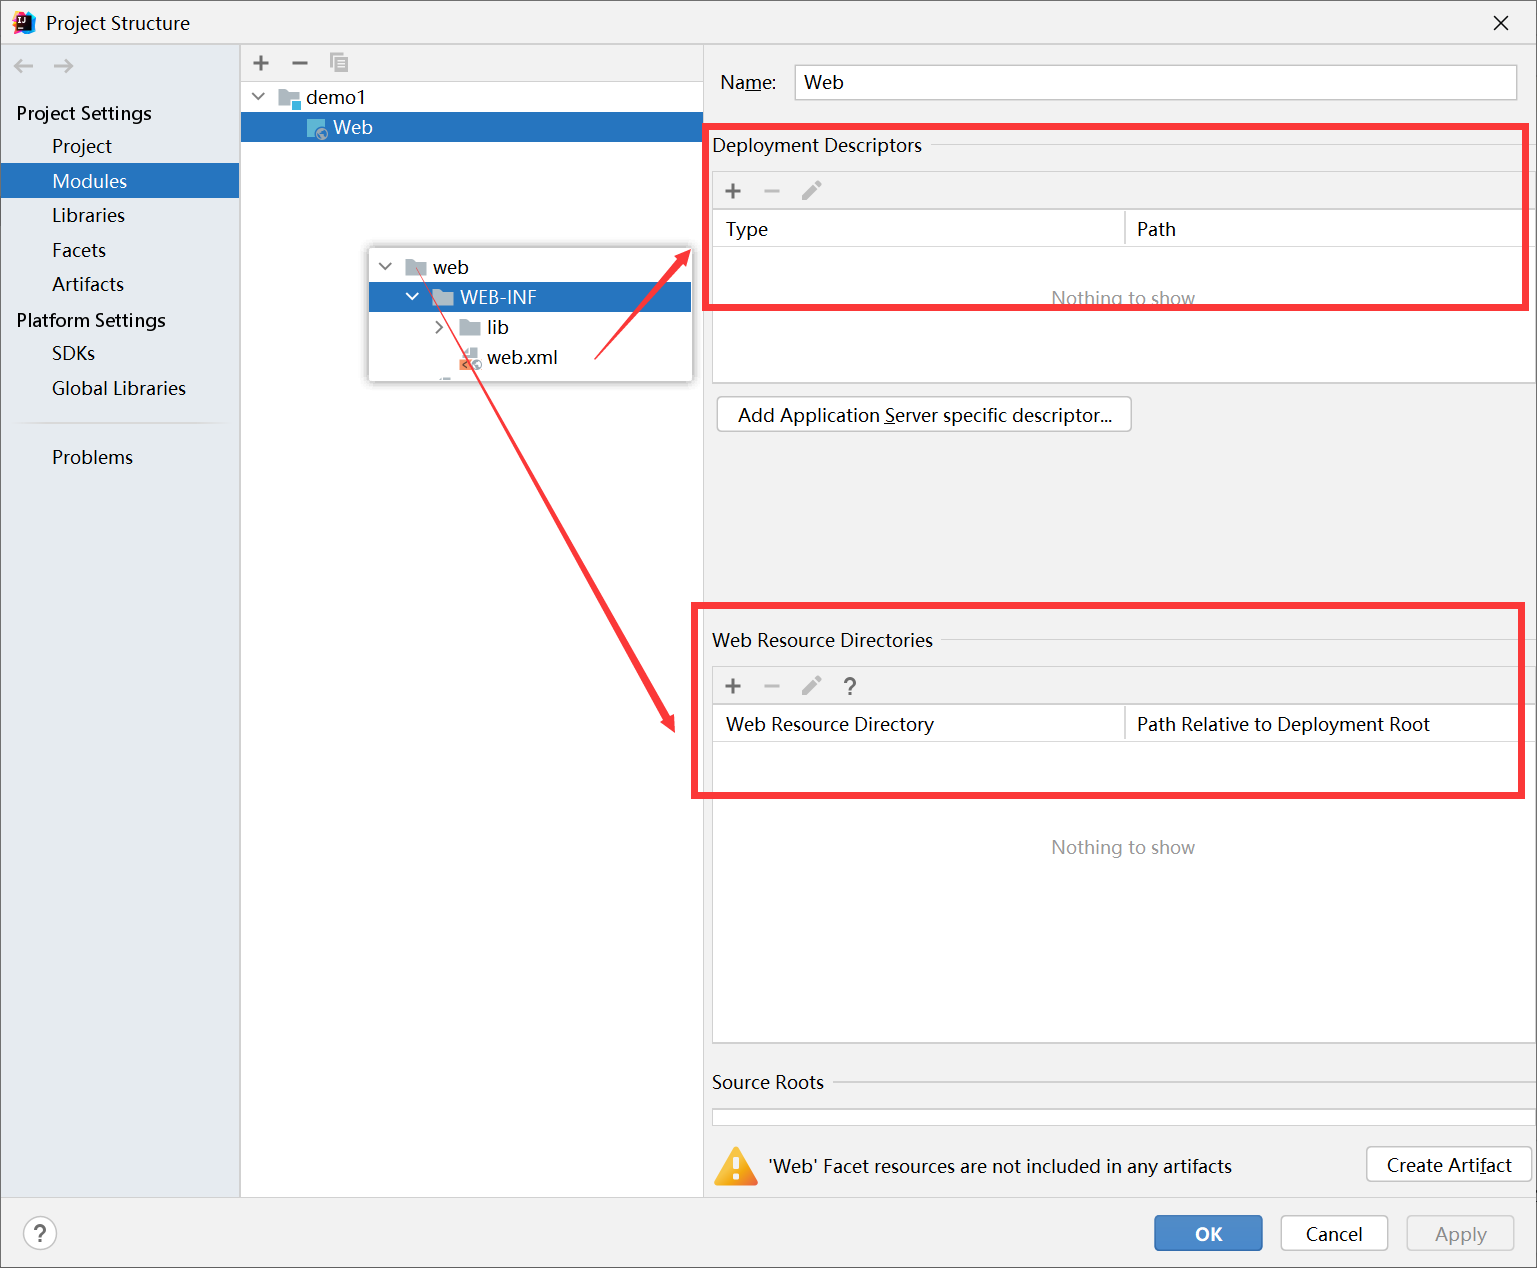 Project Structure
Project Settings
Project
Modules
Libraries
Facets
Artifacts
Platform Settings
SDKs
Global Libraries
Problems
demo1
Web
web
WEB-INF
lib
web.xml
Name: Web
Deployment Descriptors
Type Path
Nothing to show
Add Application Server specific descriptor...
Web Resource Directories
Web Resource Directory Path Relative to Deployment Root
Nothing to show
Source Roots
'Web' Facet resources are not included in any artifacts
Create Artifact
OK Cancel Apply